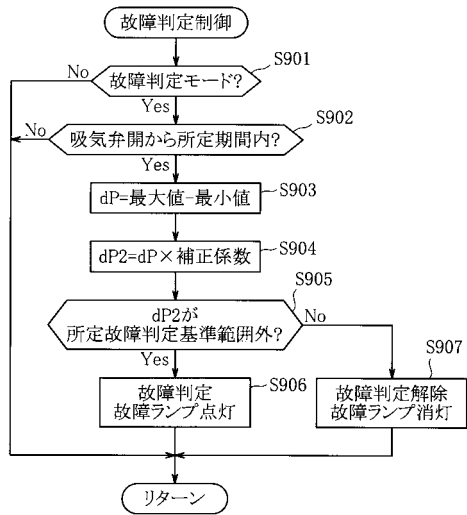 故障判定制御
S901
No
故障判定モード?
Yes
S902
No
吸気弁開から所定期間内?
Yes
S903
dP=最大値-最小値
S904
dP2=dP×補正係数
S905
dP2が
所定故障判定基準範囲外?
No
Yes
S906
S907
故障判定
故障ランプ点灯
故障判定解除
故障ランプ消灯
リターン